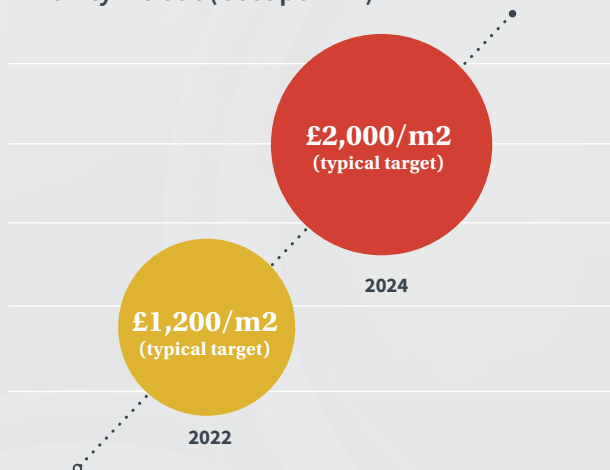 £2,000/m2
(typical target)
2024
£1,200/m2
(typical target)
2022